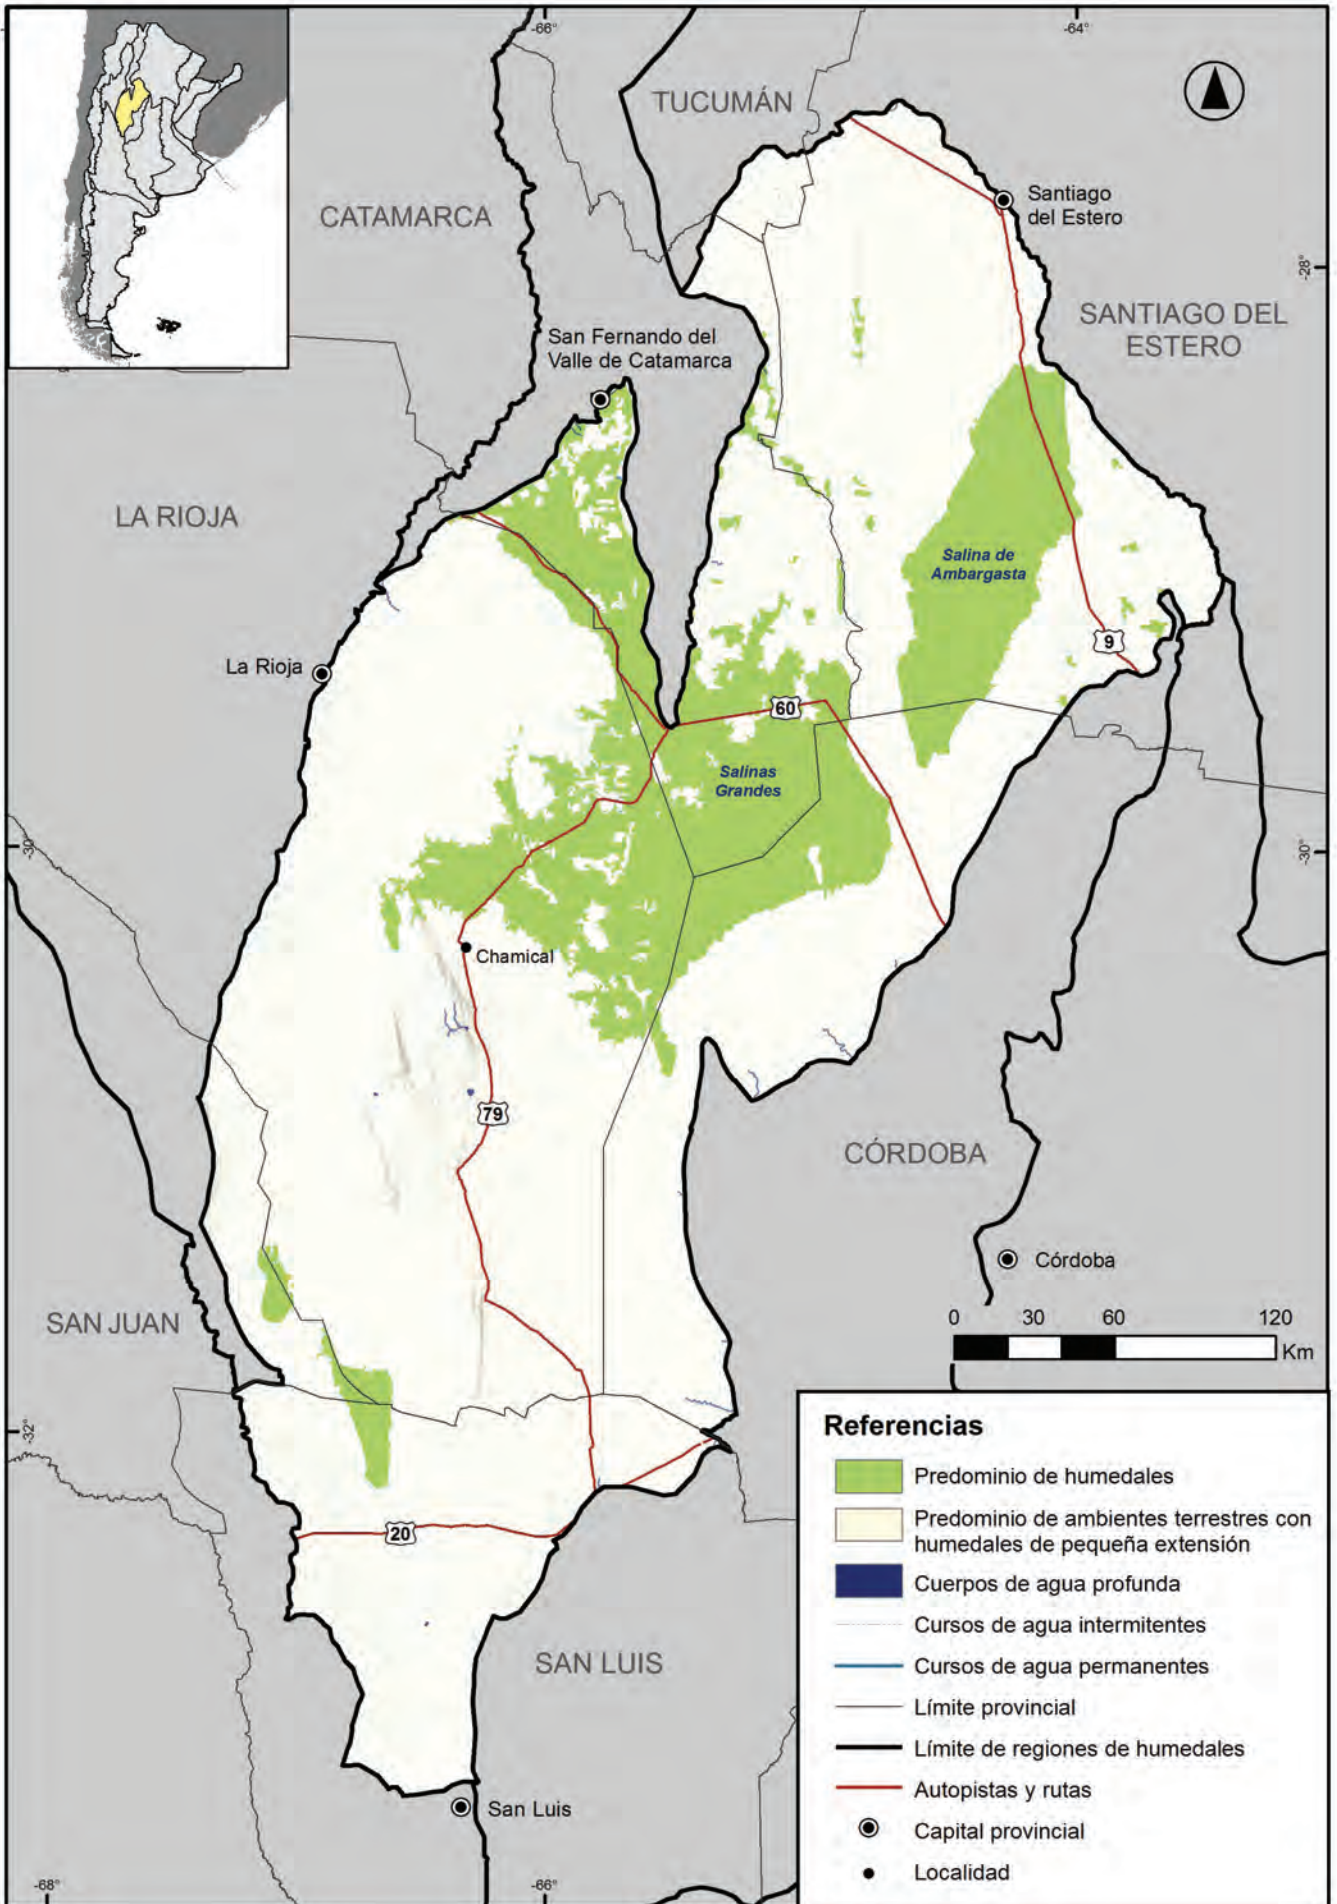 -66°
-64°
TUCUMÁN
CATAMARCA
Santiago
del Estero
-28°
SANTIAGO DEL
ESTERO
San Fernando del
Valle de Catamarca
LA RIOJA
Salina de
Ambargasta
9
La Rioja
60
Salinas
Grandes
-30°
-30°
Chamical
79
CÓRDOBA
Córdoba
SAN JUAN
0 30 60 120
Km
-32°
20
SAN LUIS
San Luis
-68°
-66°
Referencias
Predominio de humedales
Predominio de ambientes terrestres con
humedales de pequeña extensión
Cuerpos de agua profunda
Cursos de agua intermitentes
Cursos de agua permanentes
Límite provincial
Límite de regiones de humedales
Autopistas y rutas
Capital provincial
Localidad